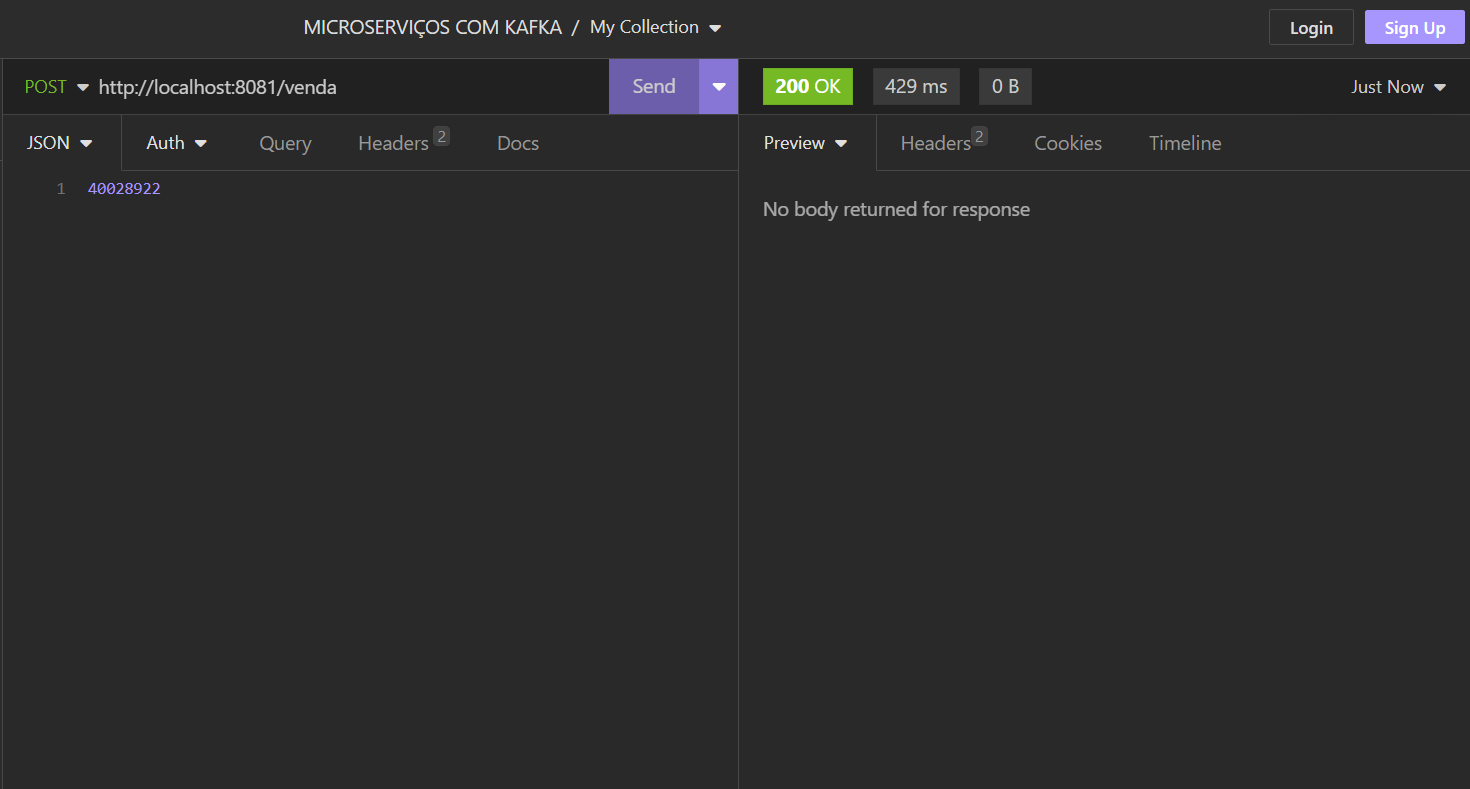 MICROSERVIÇOS COM KAFKA / My Collection
Login
Sign Up
POST http://localhost:8081/venda
Send
200 OK
429 ms
0 B
Just Now
JSON
Auth
Query
Headers 2
Docs
Preview
Headers 2
Cookies
Timeline
1 40028922
No body returned for response